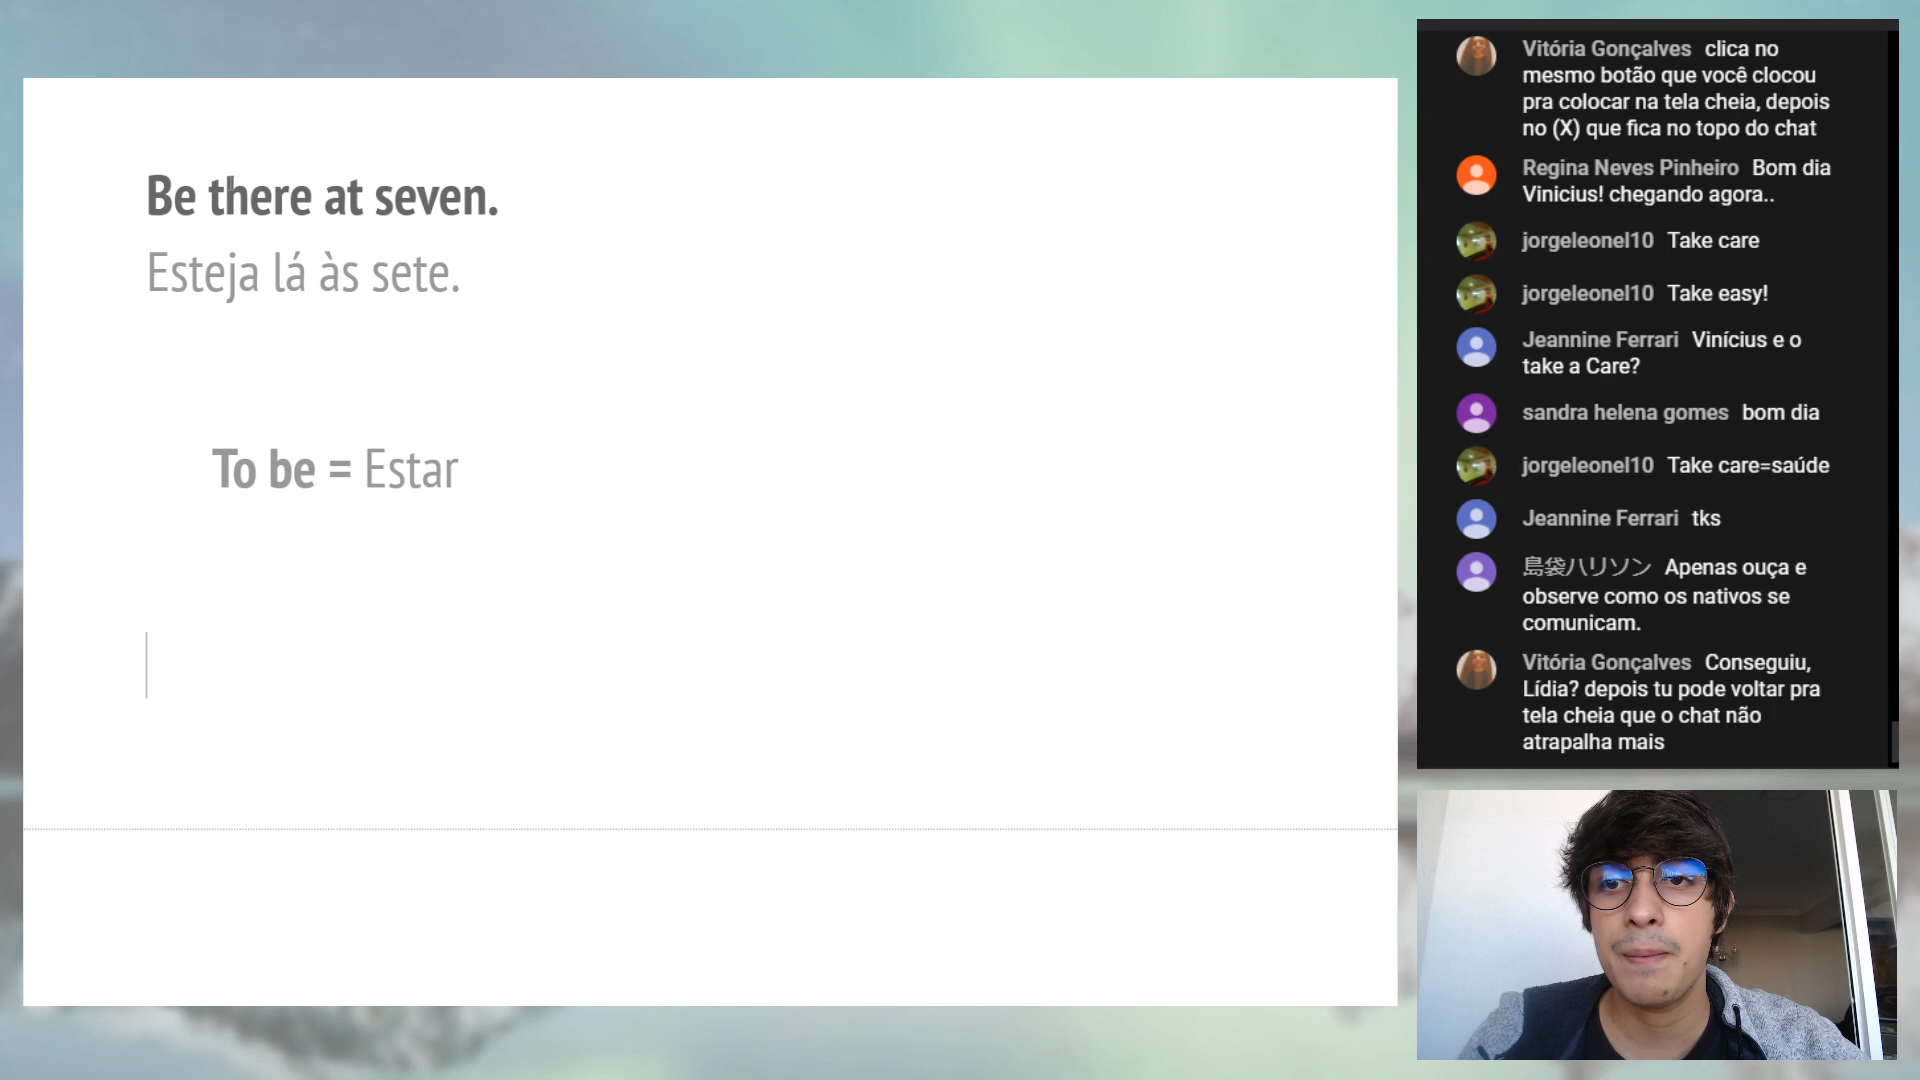 Be there at seven.
Esteja lá às sete.
To be = Estar
Vitória Gonçalves clica no
mesmo botão que você clocou
pra colocar na tela cheia, depois
no (X) que fica no topo do chat
Regina Neves Pinheiro Bom dia
Vinicius! chegando agora..
jorgeleonel10 Take care
jorgeleonel10 Take easy!
Jeannine Ferrari Vinícius e o
take a Care?
sandra helena gomes bom dia
jorgeleonel10 Take care=saúde
Jeannine Ferrari tks
島袋ハリソン Apenas ouça e
observe como os nativos se
comunicam.
Vitória Gonçalves Conseguiu,
Lídia? depois tu pode voltar pra
tela cheia que o chat não
atrapalha mais